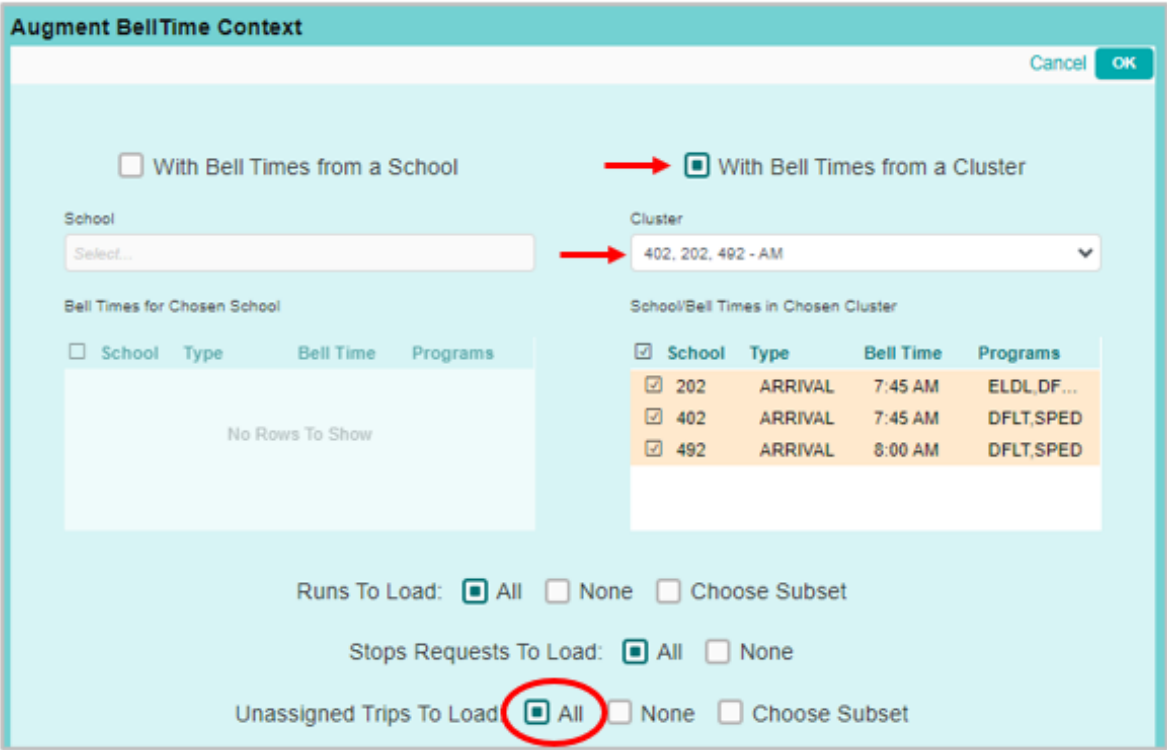 Augment BellTime Context
Cancel OK
With Bell Times from a School
With Bell Times from a Cluster
School
Select...
Cluster
402, 202, 492 - AM
Bell Times for Chosen School
School Type Bell Time Programs
No Rows To Show
School/Bell Times in Chosen Cluster
School Type Bell Time Programs
202 ARRIVAL 7:45 AM ELDL,DF...
402 ARRIVAL 7:45 AM DFLT,SPED
492 ARRIVAL 8:00 AM DFLT,SPED
Runs To Load: All None Choose Subset
Stops Requests To Load: All None
Unassigned Trips To Load: All None Choose Subset